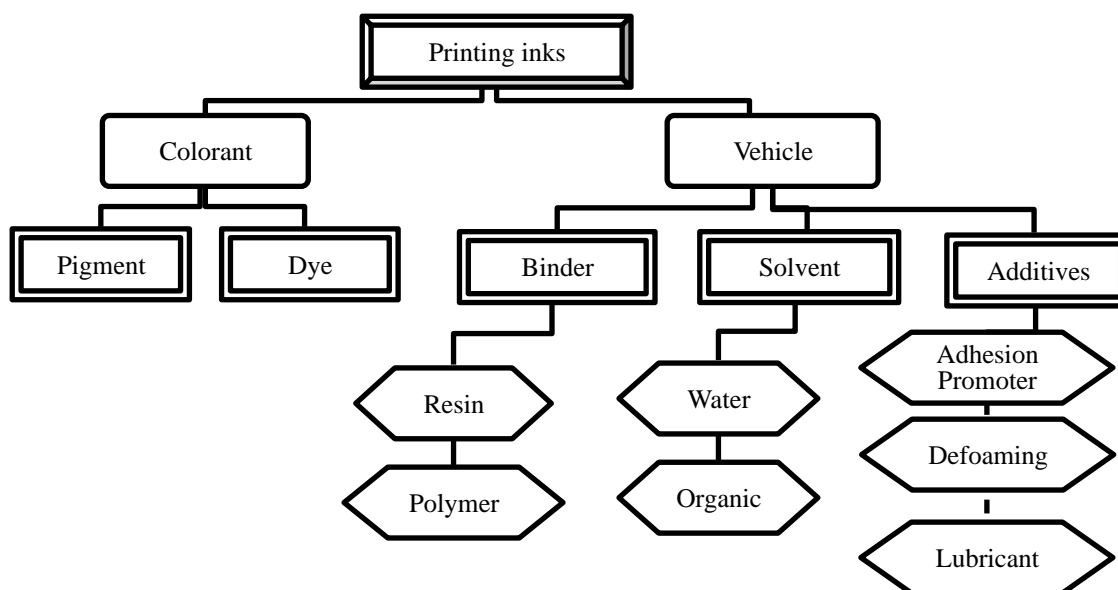 Printing inks
Colorant
Vehicle
Pigment
Dye
Binder
Solvent
Additives
Resin
Water
Adhesion
Promoter
Polymer
Organic
Defoaming
Lubricant